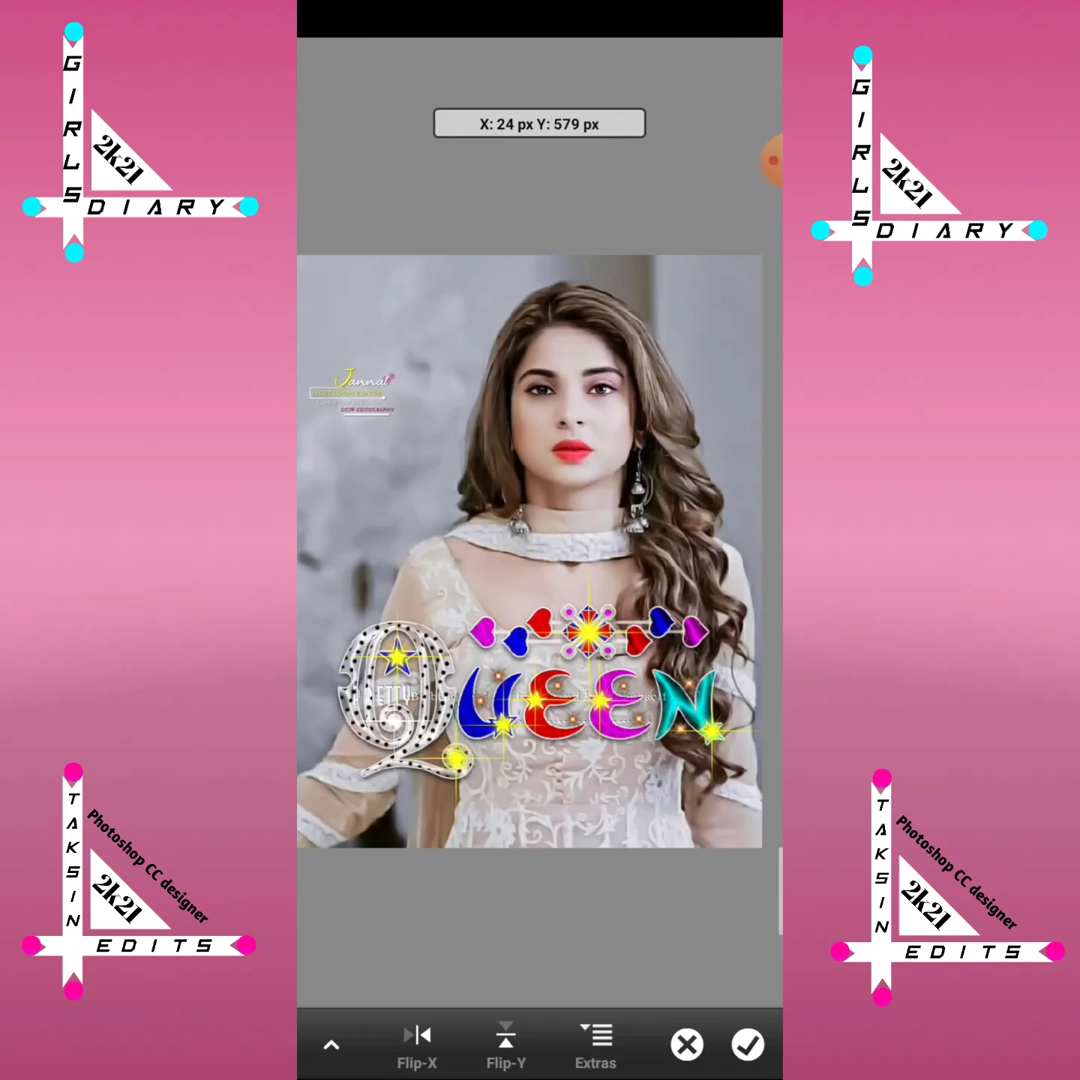 GIRLS
2k21
DIARY
X: 24 px Y: 579 px
GIRLS
2k21
DIARY
Jannat
QUEEN
TAKSIN
Photoshop CC designer
2k21
EDITS
TAKSIN
Photoshop CC designer
2k21
EDITS
Flip-X
Flip-Y
Extras